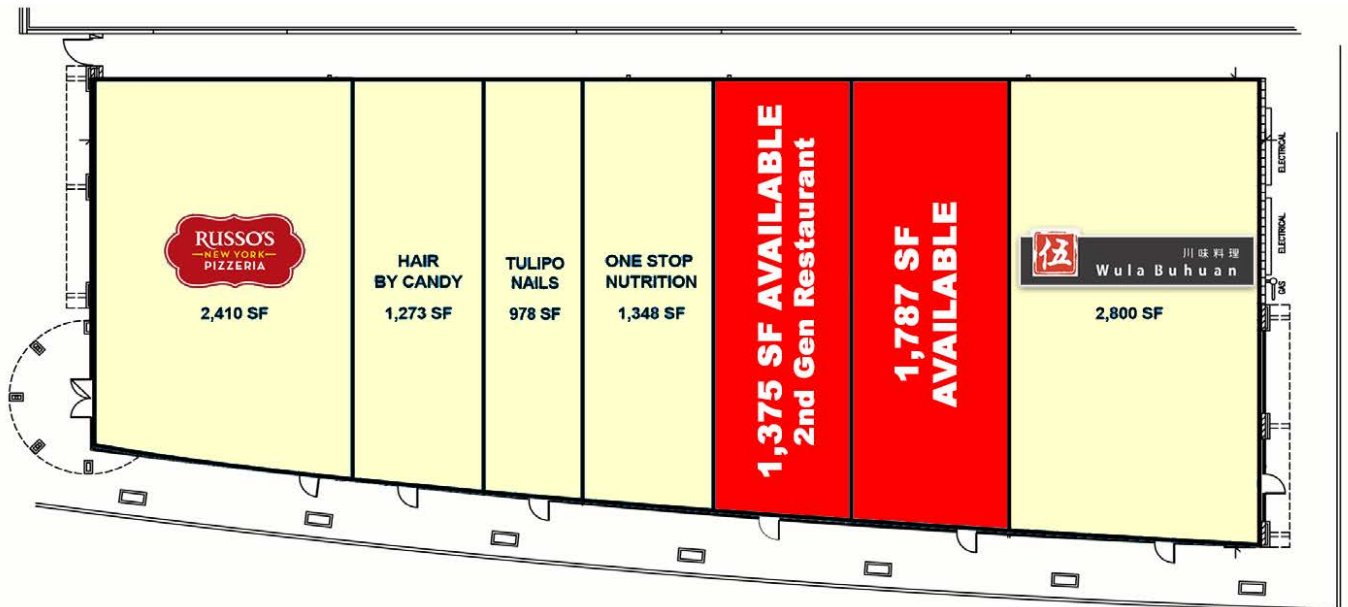 RUSSO'S
NEW YORK
PIZZERIA
2,410 SF
HAIR
BY CANDY
1,273 SF
TULIPO
NAILS
978 SF
ONE STOP
NUTRITION
1,348 SF
1,375 SF AVAILABLE
2nd Gen Restaurant
1,787 SF
AVAILABLE
伍
川味料理
Wula Buhuan
2,800 SF
ELECTRICAL
ELECTRICAL
GAS